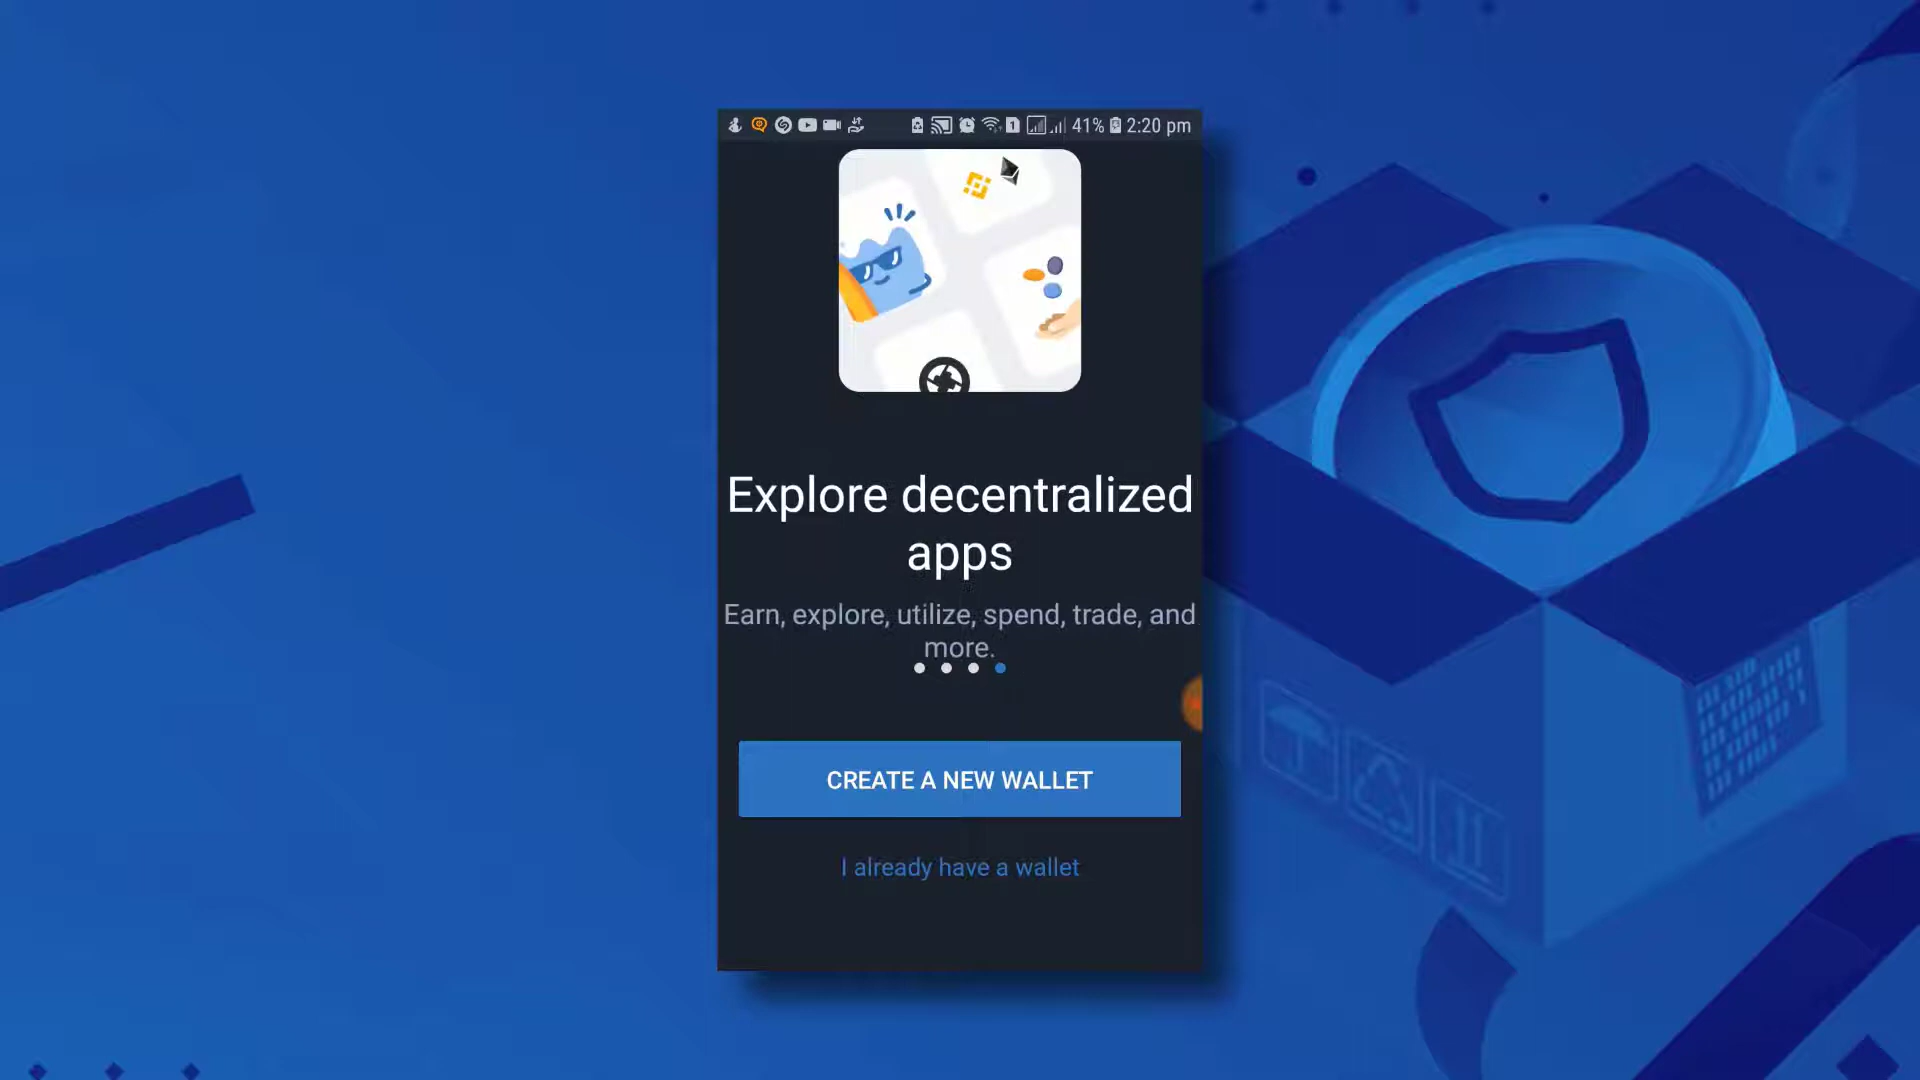 41% 2:20 pm
Explore decentralized
apps
Earn, explore, utilize, spend, trade, and
more.
CREATE A NEW WALLET
I already have a wallet